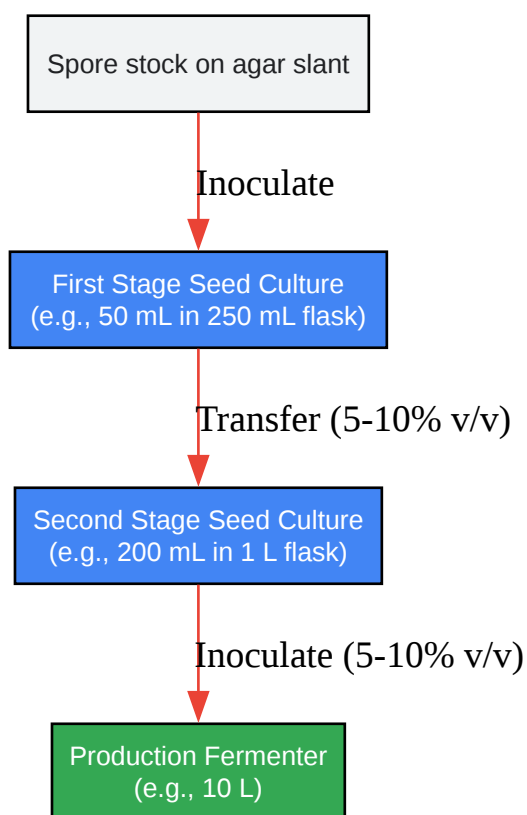 Spore stock on agar slant
Inoculate
First Stage Seed Culture
(e.g., 50 mL in 250 mL flask)
Transfer (5-10% v/v)
Second Stage Seed Culture
(e.g., 200 mL in 1 L flask)
Inoculate (5-10% v/v)
Production Fermenter
(e.g., 10 L)